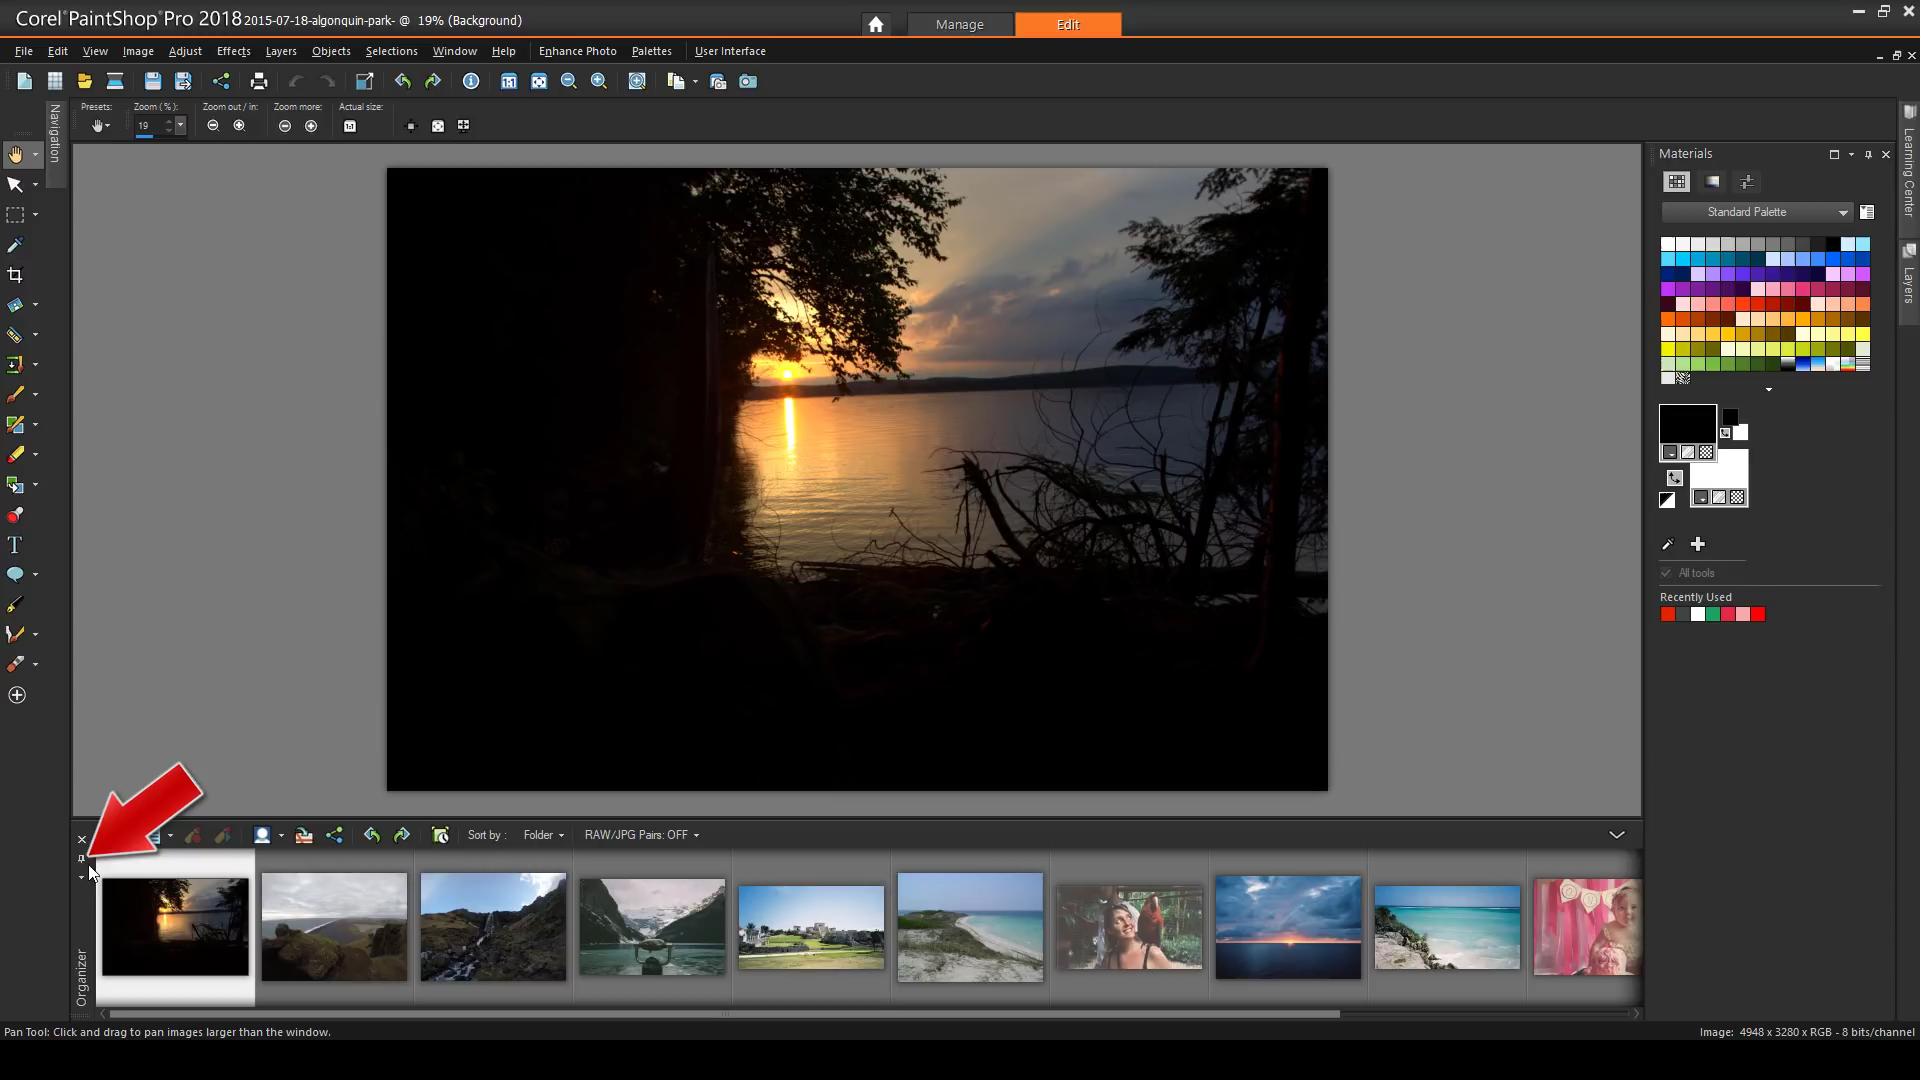 Corel®PaintShop®Pro 2018 2015-07-18-algonquin-park- @ 19% (Background)
Manage
Edit
File Edit View Image Adjust Effects Layers Objects Selections Window Help Enhance Photo Palettes User Interface
Presets: Zoom (%): Zoom out / in: Zoom more: Actual size:
19
Navigation
Materials
Standard Palette
All tools
Recently Used
Learning Center
Layers
Sort by : Folder RAW/JPG Pairs: OFF
Organizer
Pan Tool: Click and drag to pan images larger than the window.
Image: 4948 x 3280 x RGB - 8 bits/channel